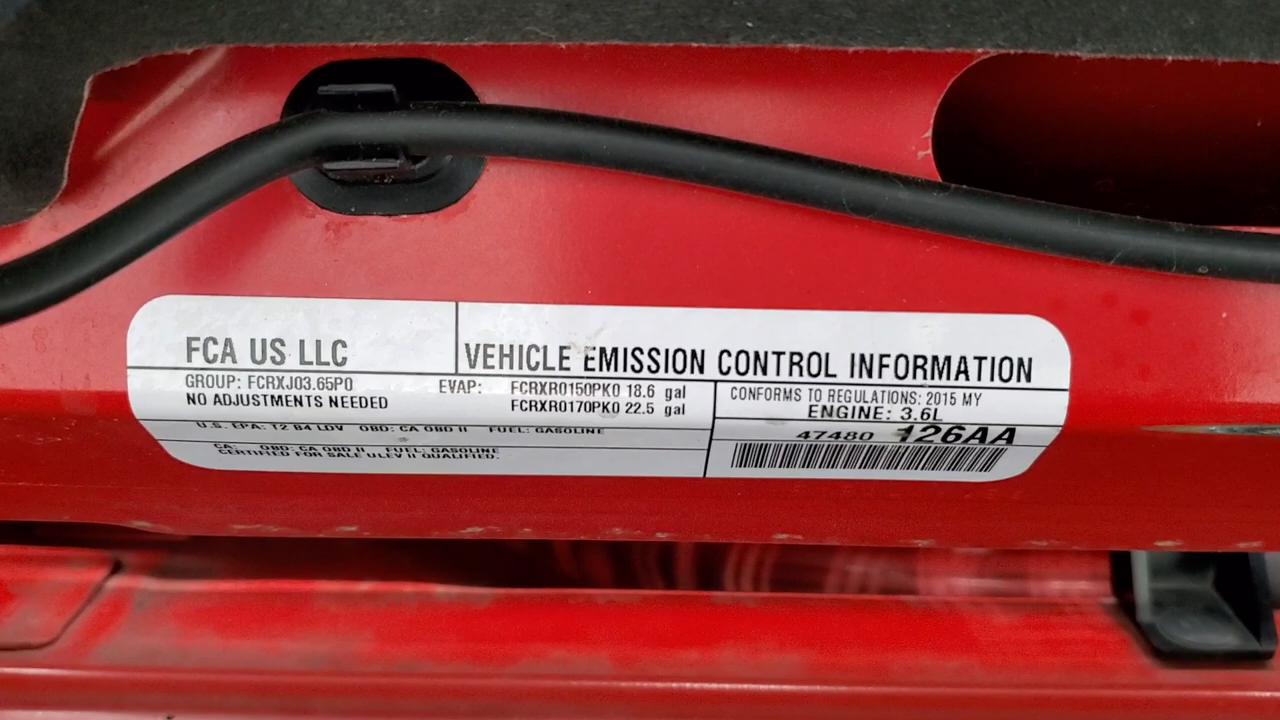 FCA US LLC
VEHICLE EMISSION CONTROL INFORMATION
GROUP: FCRXJ03.65P0
NO ADJUSTMENTS NEEDED
EVAP: FCRXR0150PK0 18.6 gal
FCRXR0170PK0 22.5 gal
CONFORMS TO REGULATIONS: 2015 MY
ENGINE: 3.6L
U.S. EPA: T2 B4 LDV OBD: CA OBD II FUEL: GASOLINE
CA: OBD: CA OBD II FUEL: GASOLINE
CERTIFIED FOR SALE ULEV II QUALIFIED.
47480 126AA